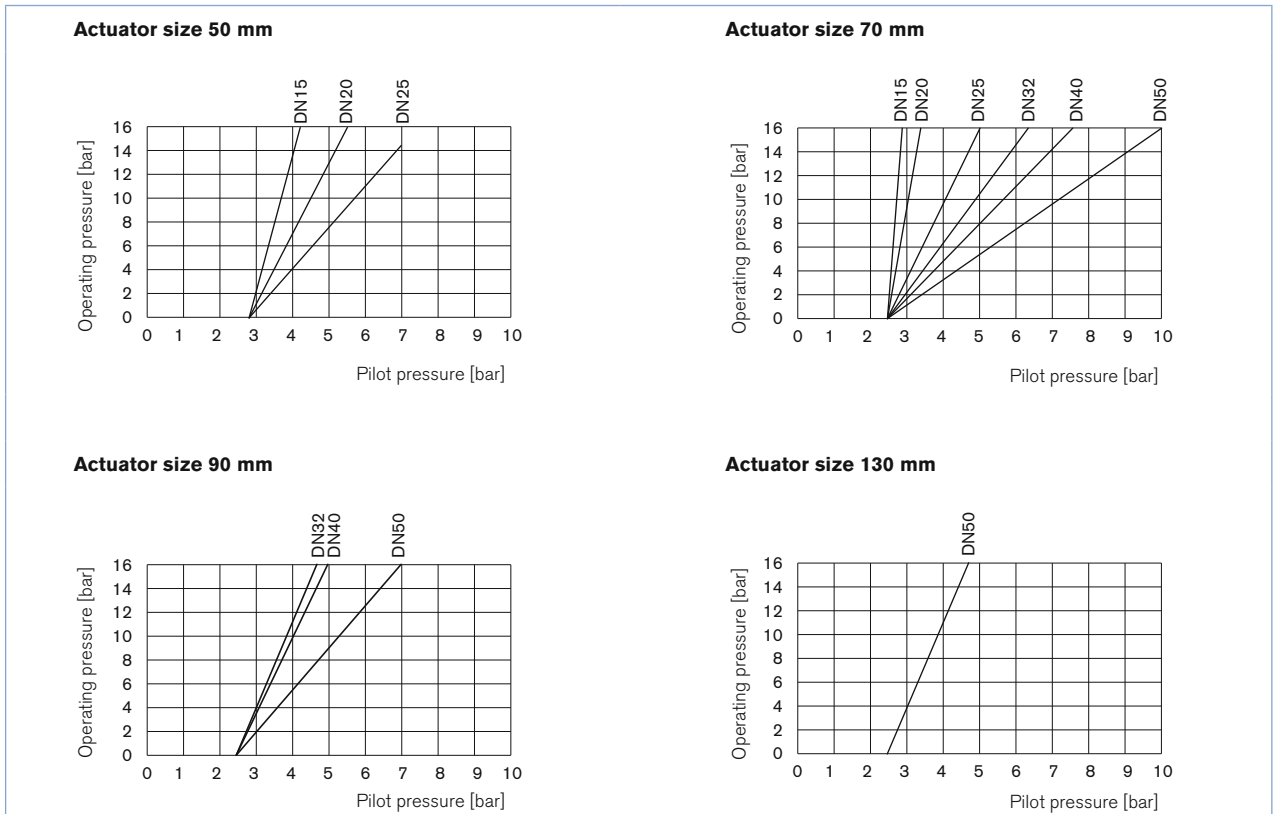 Actuator size 50 mm
DN15
DN20
DN25
Operating pressure [bar]
16
14
12
10
8
6
4
2
0
0 1 2 3 4 5 6 7 8 9 10
Pilot pressure [bar]
Actuator size 70 mm
DN15
DN20
DN25
DN32
DN40
DN50
Operating pressure [bar]
16
14
12
10
8
6
4
2
0
0 1 2 3 4 5 6 7 8 9 10
Pilot pressure [bar]
Actuator size 90 mm
DN32
DN40
DN50
Operating pressure [bar]
16
14
12
10
8
6
4
2
0
0 1 2 3 4 5 6 7 8 9 10
Pilot pressure [bar]
Actuator size 130 mm
DN50
Operating pressure [bar]
16
14
12
10
8
6
4
2
0
0 1 2 3 4 5 6 7 8 9 10
Pilot pressure [bar]